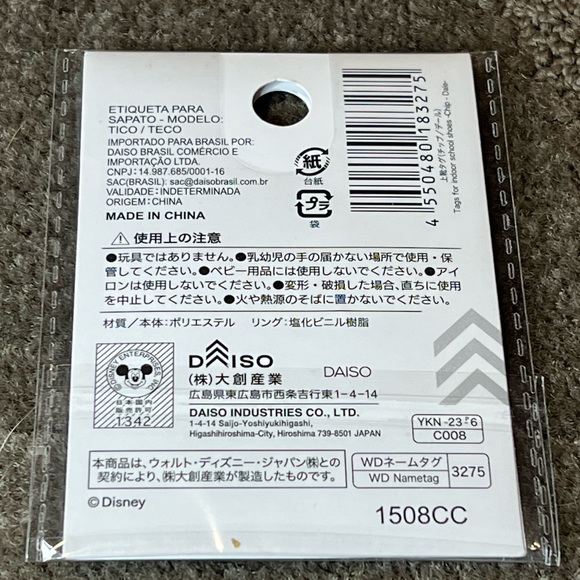 ETIQUETA PARA
SAPATO - MODELO:
TICO / TECO
IMPORTADO PARA BRASIL POR:
DAISO BRASIL COMÉRCIO E
IMPORTAÇÃO LTDA.
CNPJ: 14.987.685/0001-16
SAC(BRASIL): sac@daisobrasil.com.br
VALIDADE: INDETERMINADA
ORIGEM: CHINA
MADE IN CHINA
紙
台紙
プラ
袋
4 550480 183275
上靴タグ(チップ/デール)
Tags for indoor school shoes -Chip・Dale-
使用上の注意
●玩具ではありません。●乳幼児の手の届かない場所で使用・保
管してください。●ベビー用品には使用しないでください。●アイ
ロンは使用しないでください。●変形・破損した場合、直ちに使用
を中止してください。●火や熱源のそばに置かないでください。
材質/本体:ポリエステル リング:塩化ビニル樹脂
DISNEY ENTERPRISES, INC.
日本国内
販売許可
1342
DAISO
DAISO
(株)大創産業
広島県東広島市西条吉行東1-4-14
DAISO INDUSTRIES CO., LTD.
1-4-14 Saijo-Yoshiyukihigashi,
Higashihiroshima-City, Hiroshima 739-8501 JAPAN
YKN -23 6
C008
本商品は、ウォルト・ディズニー・ジャパン㈱との
契約により、㈱大創産業が製造したものです。
WDネームタグ
WD Nametag
3275
©Disney
1508CC